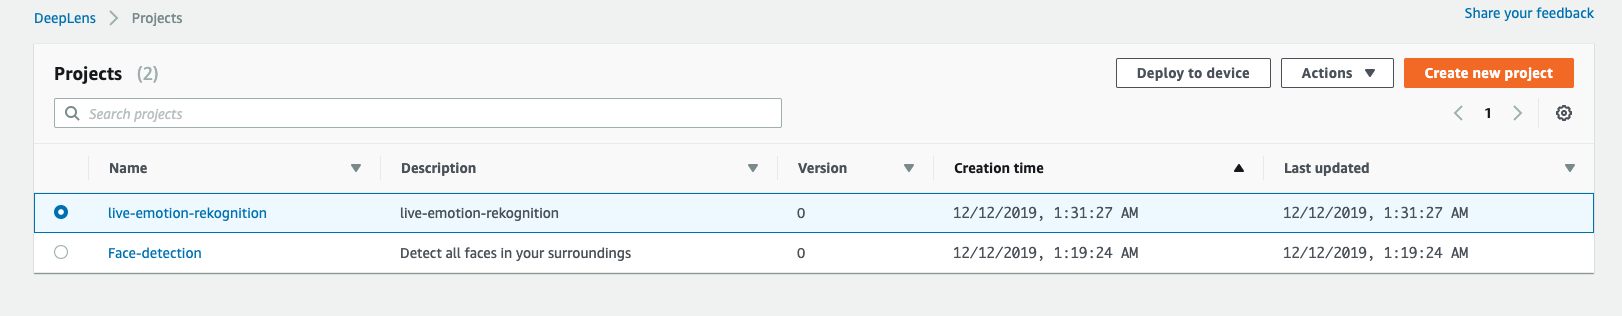 DeepLens > Projects
Share your feedback
Projects (2)
Deploy to device
Actions
Create new project
Search projects
1
Name Description Version Creation time Last updated
live-emotion-rekognition live-emotion-rekognition 0 12/12/2019, 1:31:27 AM 12/12/2019, 1:31:27 AM
Face-detection Detect all faces in your surroundings 0 12/12/2019, 1:19:24 AM 12/12/2019, 1:19:24 AM